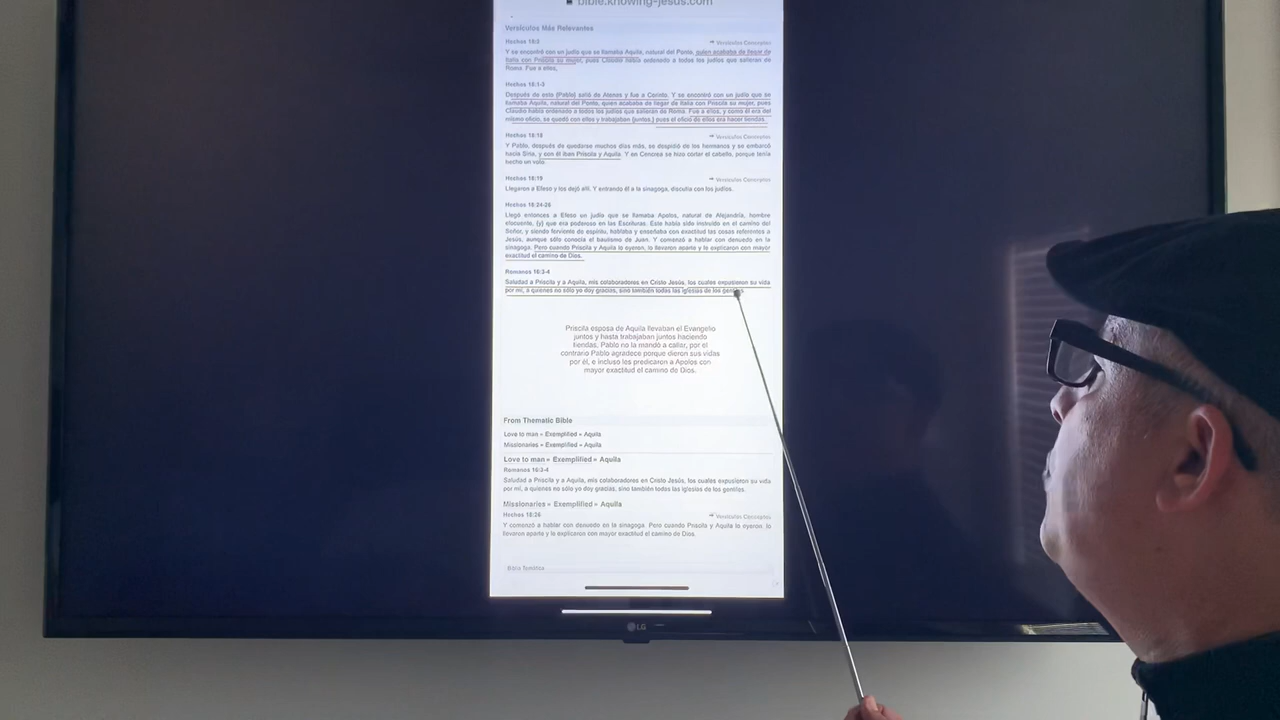 bible.knowing-jesus.com
Versículos Más Relevantes
Hechos 18:2
➔ Versículos Conceptos
Y se encontró con un judío que se llamaba Aquila, natural del Ponto, quien acababa de llegar de
Italia con Priscila su mujer, pues Claudio había ordenado a todos los judíos que salieran de
Roma. Fue a ellos,
Hechos 18:1-3
Después de esto (Pablo) salió de Atenas y fue a Corinto. Y se encontró con un judío que se
llamaba Aquila, natural del Ponto, quien acababa de llegar de Italia con Priscila su mujer, pues
Claudio había ordenado a todos los judíos que salieran de Roma. Fue a ellos, y como él era del
mismo oficio, se quedó con ellos y trabajaban (juntos,) pues el oficio de ellos era hacer tiendas.
Hechos 18:18
➔ Versículos Conceptos
Y Pablo, después de quedarse muchos días más, se despidió de los hermanos y se embarcó
hacia Siria, y con él iban Priscila y Aquila. Y en Cencrea se hizo cortar el cabello, porque tenía
hecho un voto.
Hechos 18:19
➔ Versículos Conceptos
Llegaron a Efeso y los dejó allí. Y entrando él a la sinagoga, discutía con los judíos.
Hechos 18:24-26
Llegó entonces a Efeso un judío que se llamaba Apolos, natural de Alejandría, hombre
elocuente, (y) que era poderoso en las Escrituras. Este había sido instruido en el camino del
Señor, y siendo ferviente de espíritu, hablaba y enseñaba con exactitud las cosas referentes a
Jesús, aunque sólo conocía el bautismo de Juan. Y comenzó a hablar con denuedo en la
sinagoga. Pero cuando Priscila y Aquila lo oyeron, lo llevaron aparte y le explicaron con mayor
exactitud el camino de Dios.
Romanos 16:3-4
Saludad a Priscila y a Aquila, mis colaboradores en Cristo Jesús, los cuales expusieron su vida
por mí, a quienes no sólo yo doy gracias, sino también todas las iglesias de los gentiles.
Priscila esposa de Aquila llevaban el Evangelio
juntos y hasta trabajaban juntos haciendo
tiendas. Pablo no la mandó a callar, por el
contrario Pablo agradece porque dieron sus vidas
por él, e incluso les predicaron a Apolos con
mayor exactitud el camino de Dios.
From Thematic Bible
Love to man » Exemplified » Aquila
Missionaries » Exemplified » Aquila
Love to man » Exemplified » Aquila
Romanos 16:3-4
Saludad a Priscila y a Aquila, mis colaboradores en Cristo Jesús, los cuales expusieron su vida
por mí, a quienes no sólo yo doy gracias, sino también todas las iglesias de los gentiles.
Missionaries » Exemplified » Aquila
Hechos 18:26
➔ Versículos Conceptos
Y comenzó a hablar con denuedo en la sinagoga. Pero cuando Priscila y Aquila lo oyeron, lo
llevaron aparte y le explicaron con mayor exactitud el camino de Dios.
Biblia Temática
LG